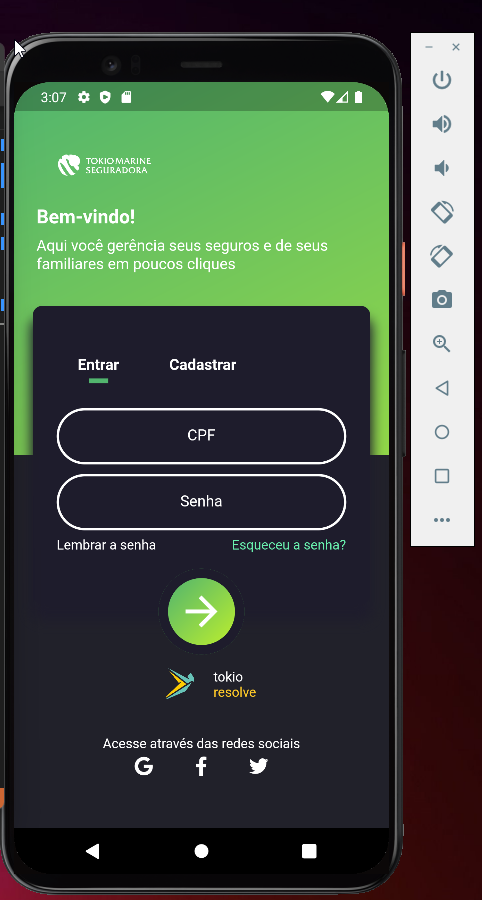 3:07
TOKIO MARINE
SEGURADORA
Bem-vindo!
Aqui você gerência seus seguros e de seus
familiares em poucos cliques
Entrar Cadastrar
CPF
Senha
Lembrar a senha Esqueceu a senha?
tokio
resolve
Acesse através das redes sociais